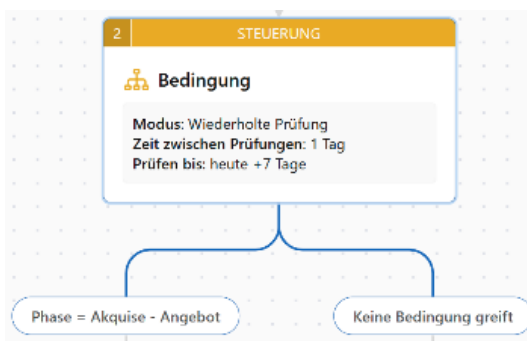 2 STEUERUNG
Bedingung
Modus: Wiederholte Prüfung
Zeit zwischen Prüfungen: 1 Tag
Prüfen bis: heute +7 Tage
Phase = Akquise - Angebot
Keine Bedingung greift